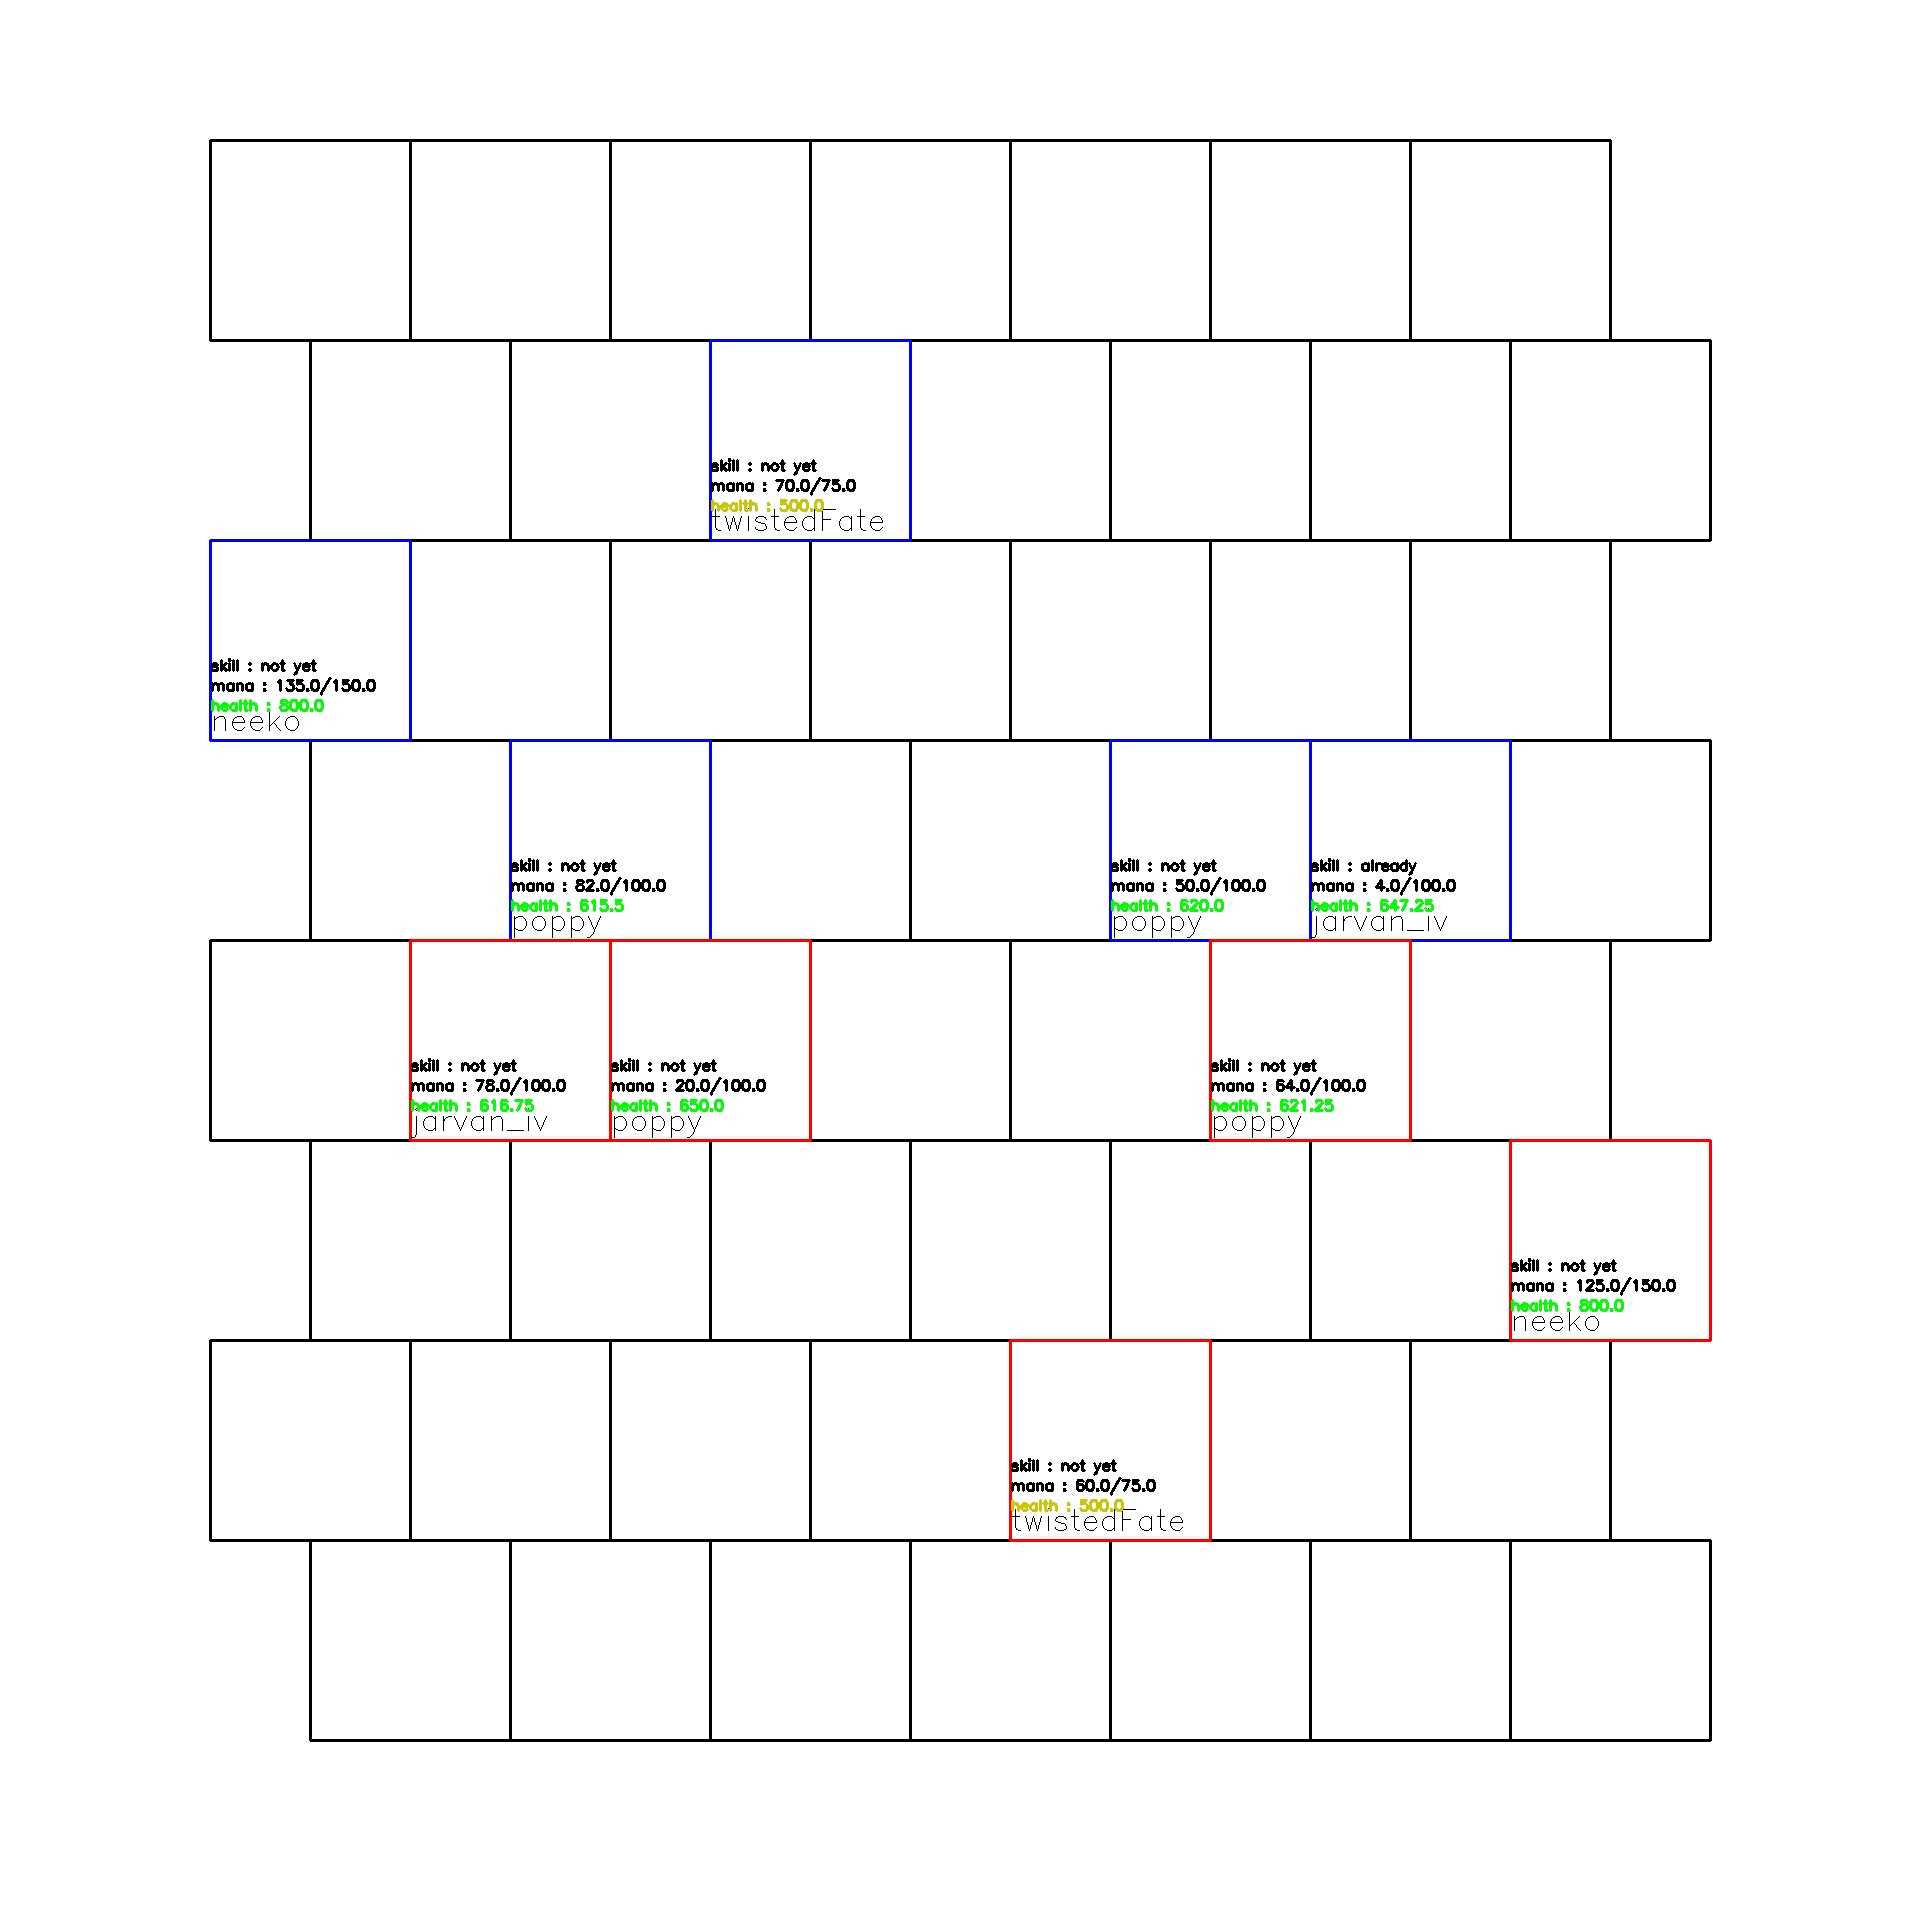 skill : not yet
mana : 70.0/75.0
health : 500.0
twistedFate
skill : not yet
mana : 135.0/150.0
health : 800.0
neeko
skill : not yet
mana : 82.0/100.0
health : 615.5
poppy
skill : not yet
mana : 50.0/100.0
health : 620.0
poppy
skill : already
mana : 4.0/100.0
health : 647.25
jarvan_iv
skill : not yet
mana : 78.0/100.0
health : 616.75
jarvan_iv
skill : not yet
mana : 20.0/100.0
health : 650.0
poppy
skill : not yet
mana : 64.0/100.0
health : 621.25
poppy
skill : not yet
mana : 125.0/150.0
health : 800.0
neeko
skill : not yet
mana : 60.0/75.0
health : 500.0
twistedFate